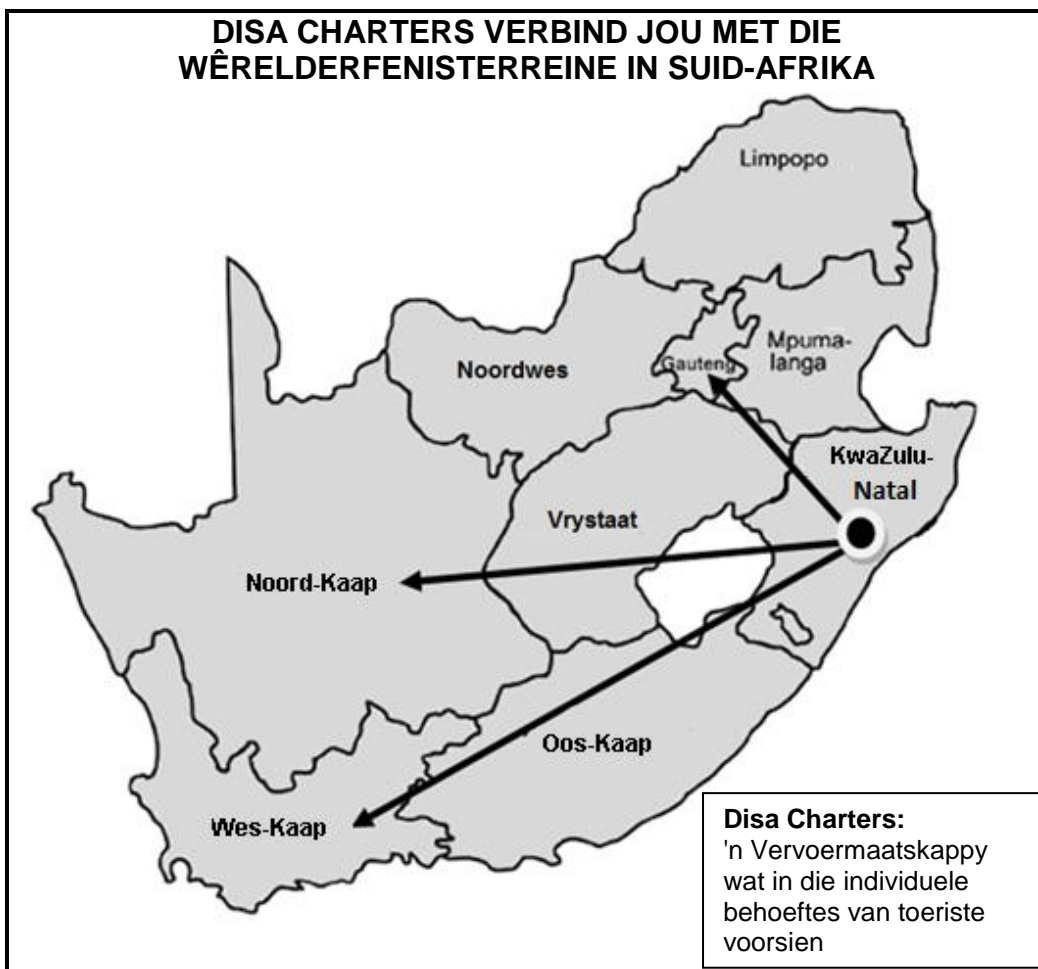 DISA CHARTERS VERBIND JOU MET DIE
WÊRELDERFENISTERREINE IN SUID-AFRIKA
Limpopo
Mpuma-
langa
Gauteng
Noordwes
KwaZulu-
Natal
Vrystaat
Noord-Kaap
Oos-Kaap
Wes-Kaap
Disa Charters:
'n Vervoermaatskappy
wat in die individuele
behoeftes van toeriste
voorsien